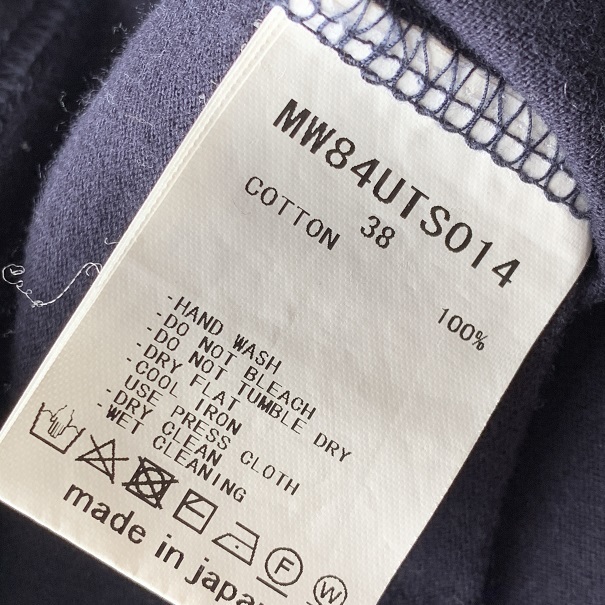 MW84UTS014
38
COTTON 100%
-HAND WASH
-DO NOT BLEACH
-DO NOT TUMBLE DRY
-DRY FLAT
-COOL IRON
USE PRESS CLOTH
-DRY CLEAN
WET CLEANING
F W
made in japa